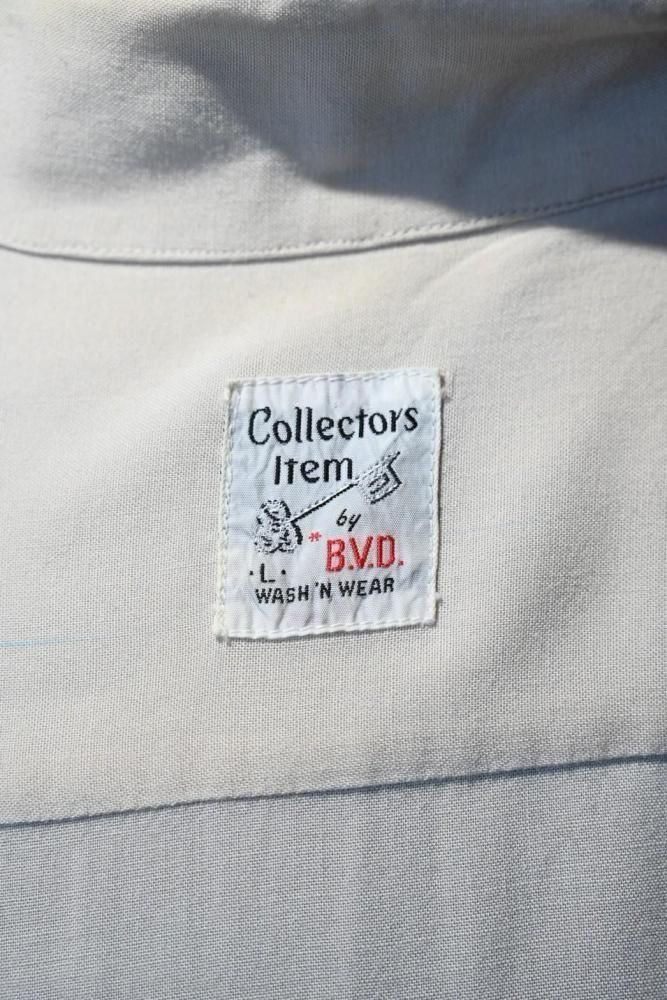 Collectors
Item
by
* B.V.D.
· L ·
WASH 'N WEAR